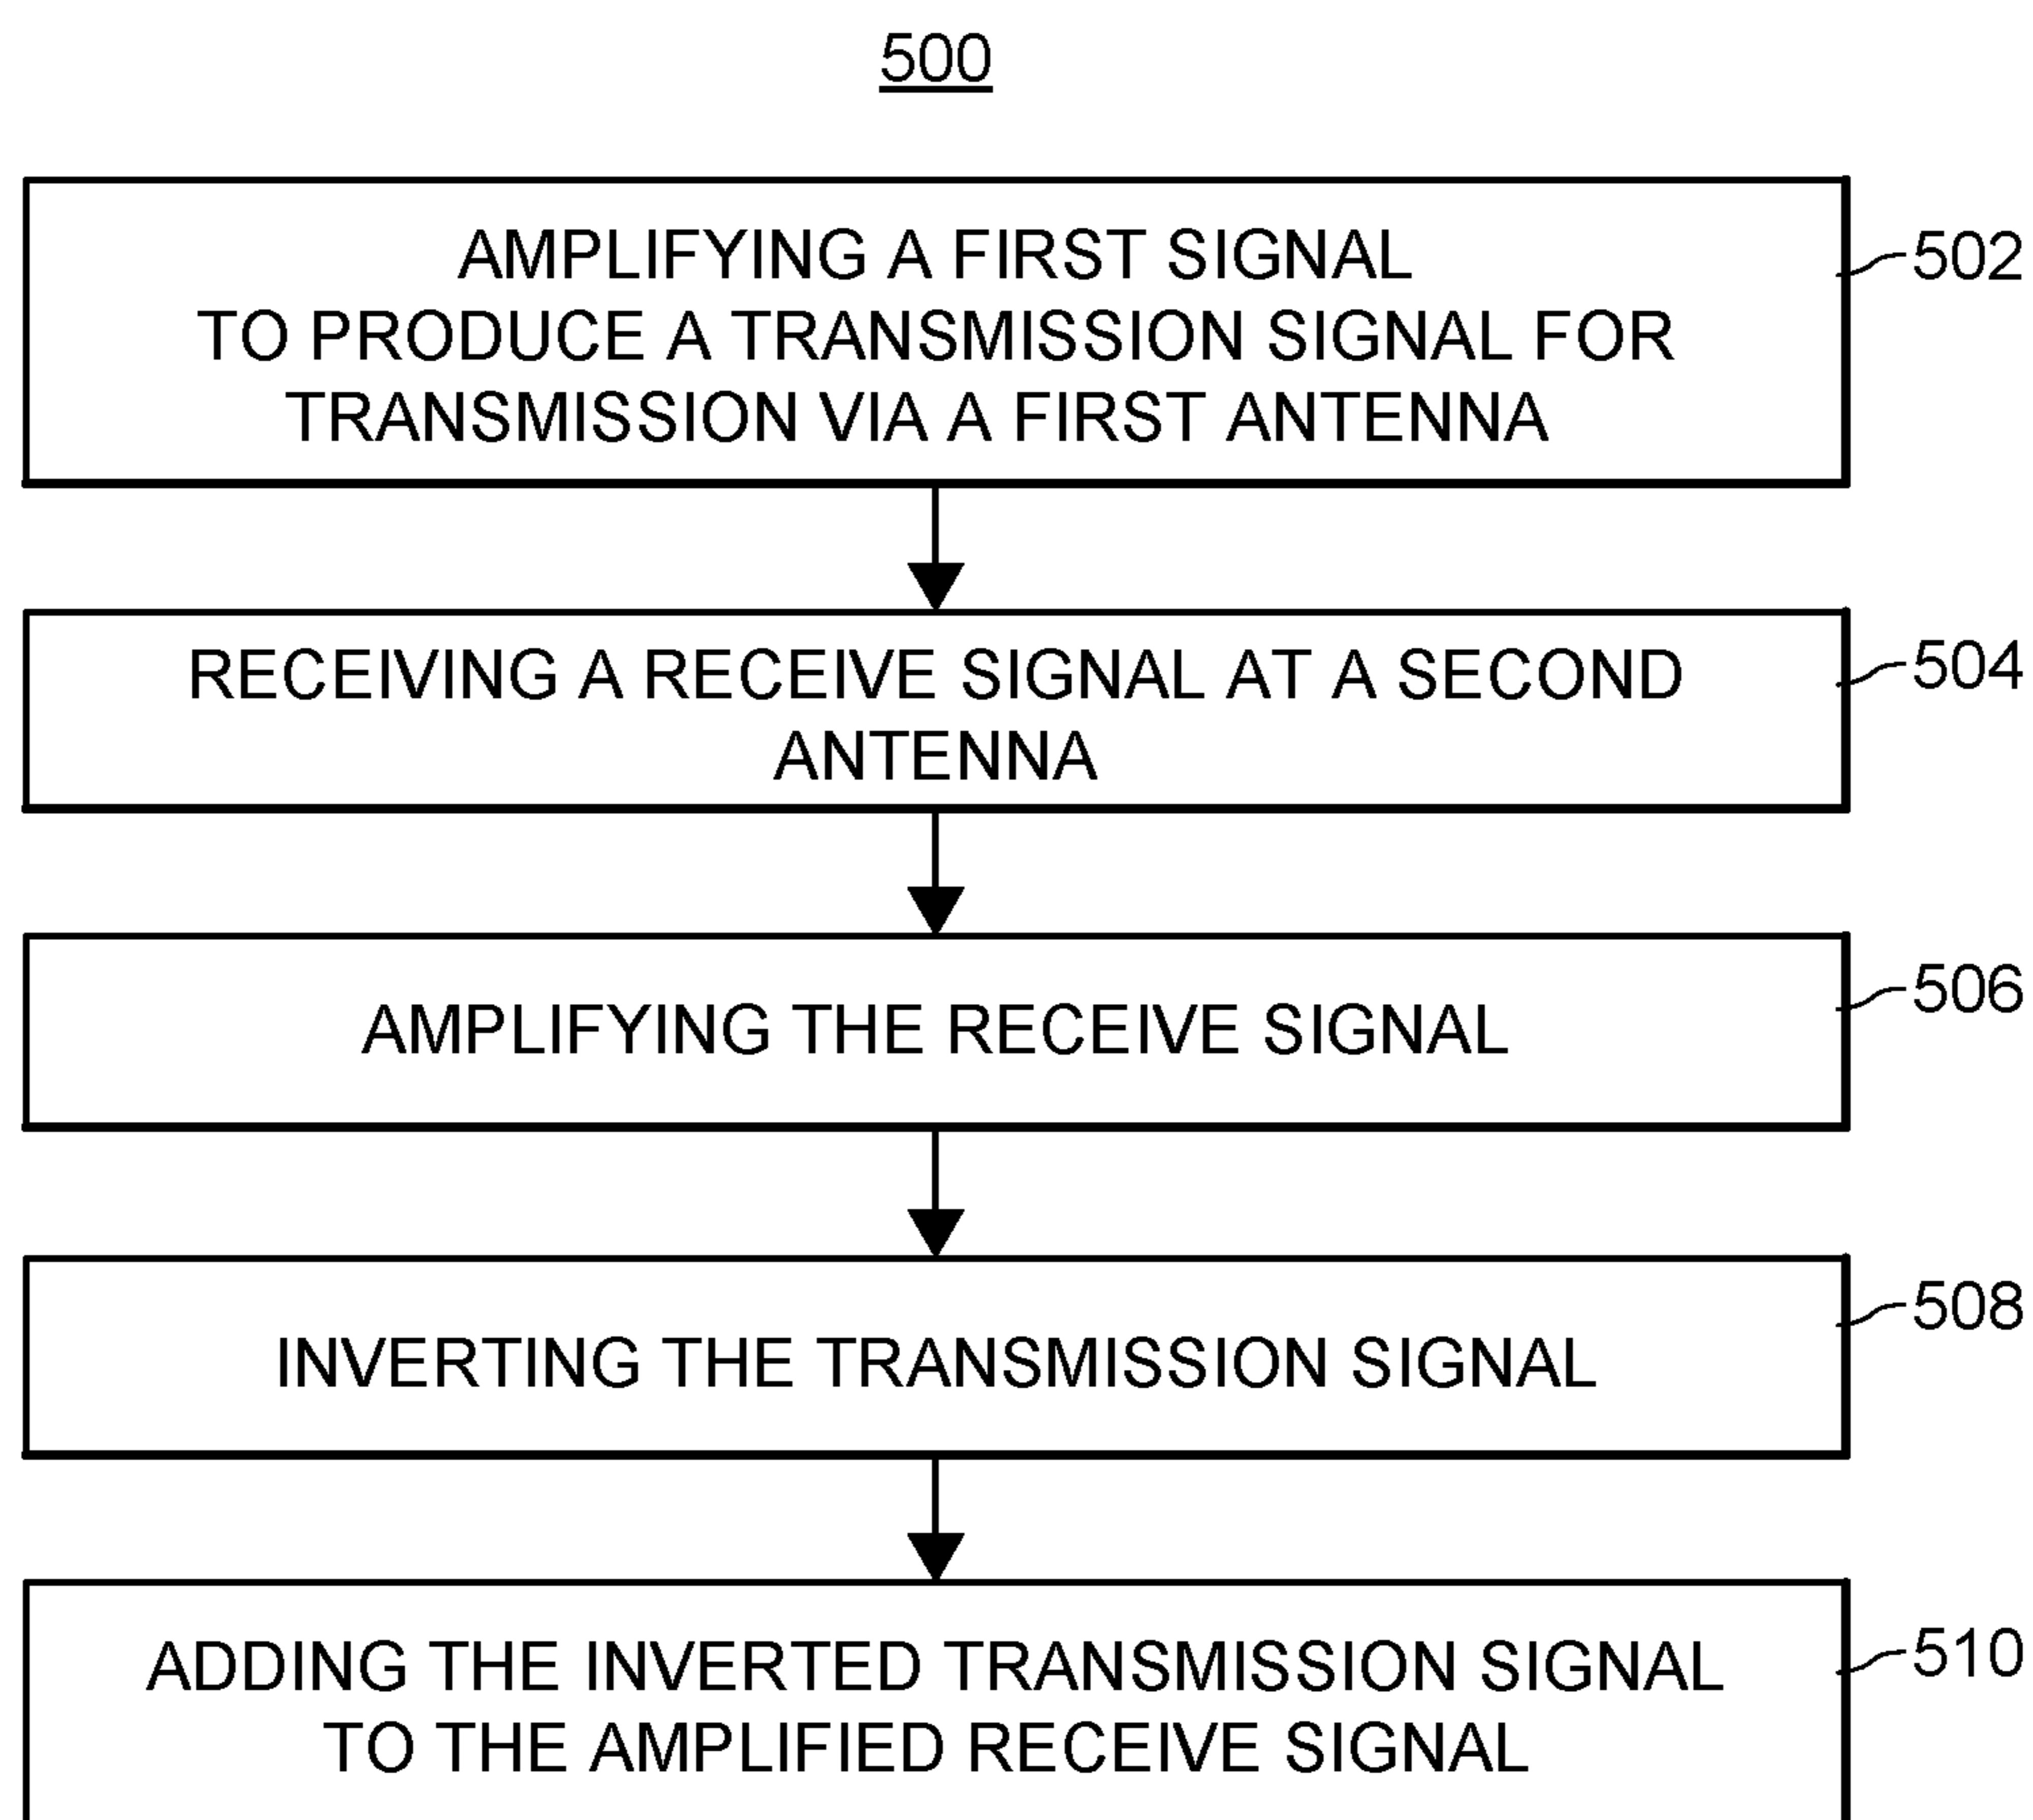 500
AMPLIFYING A FIRST SIGNAL
TO PRODUCE A TRANSMISSION SIGNAL FOR
TRANSMISSION VIA A FIRST ANTENNA
502
RECEIVING A RECEIVE SIGNAL AT A SECOND
ANTENNA
504
AMPLIFYING THE RECEIVE SIGNAL
506
INVERTING THE TRANSMISSION SIGNAL
508
ADDING THE INVERTED TRANSMISSION SIGNAL
TO THE AMPLIFIED RECEIVE SIGNAL
510